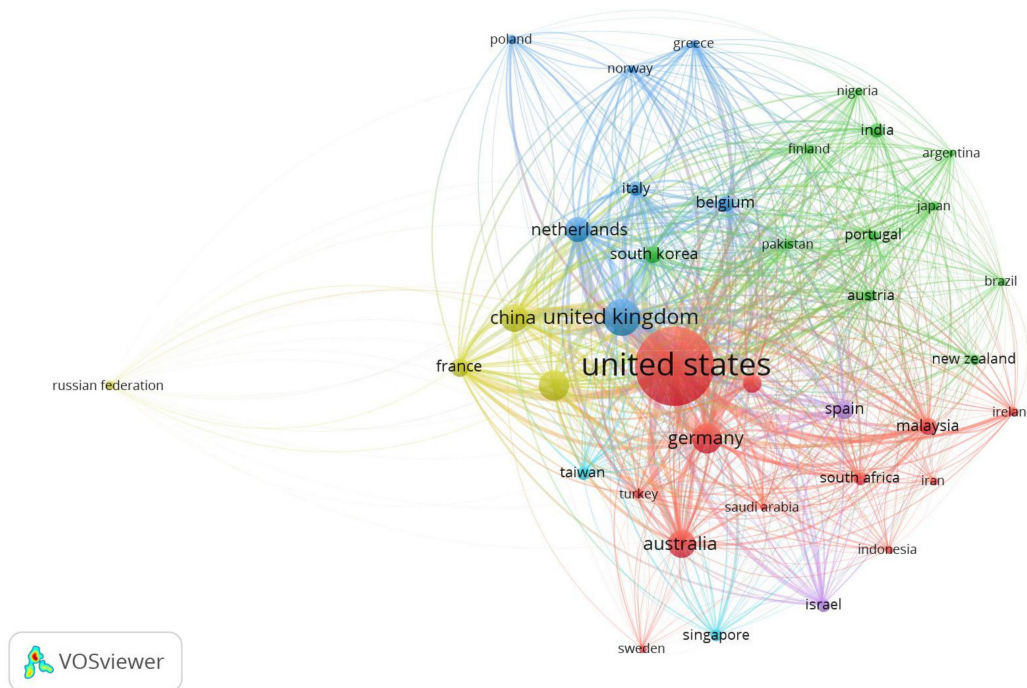 poland
greece
norway
nigeria
india
finland
argentina
italy
belgium
japan
netherlands
portugal
pakistan
south korea
brazil
austria
china
united kingdom
new zealand
united states
france
russian federation
spain
irelan
malaysia
germany
taiwan
south africa
iran
turkey
saudi arabia
australia
indonesia
israel
singapore
sweden
VOSviewer